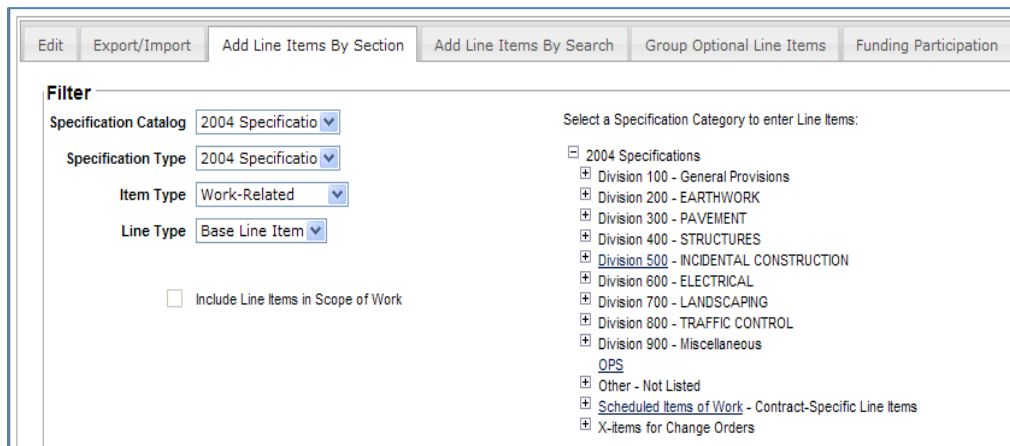 Edit Export/Import Add Line Items By Section Add Line Items By Search Group Optional Line Items Funding Participation
Filter
Specification Catalog 2004 Specificatio
Specification Type 2004 Specificatio
Item Type Work-Related
Line Type Base Line Item
Include Line Items in Scope of Work
Select a Specification Category to enter Line Items:
2004 Specifications
Division 100 - General Provisions
Division 200 - EARTHWORK
Division 300 - PAVEMENT
Division 400 - STRUCTURES
Division 500 - INCIDENTAL CONSTRUCTION
Division 600 - ELECTRICAL
Division 700 - LANDSCAPING
Division 800 - TRAFFIC CONTROL
Division 900 - Miscellaneous
OPS
Other - Not Listed
Scheduled Items of Work - Contract-Specific Line Items
X-items for Change Orders